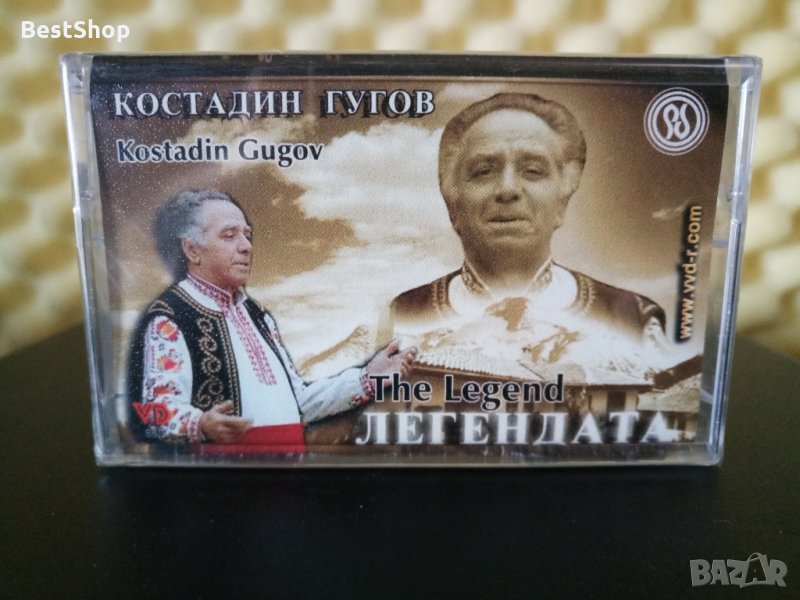 BestShop
КОСТАДИН ГУГОВ
Kostadin Gugov
www.vvd-r.com
The Legend
ЛЕГЕНДАТА
VD
BAZAR